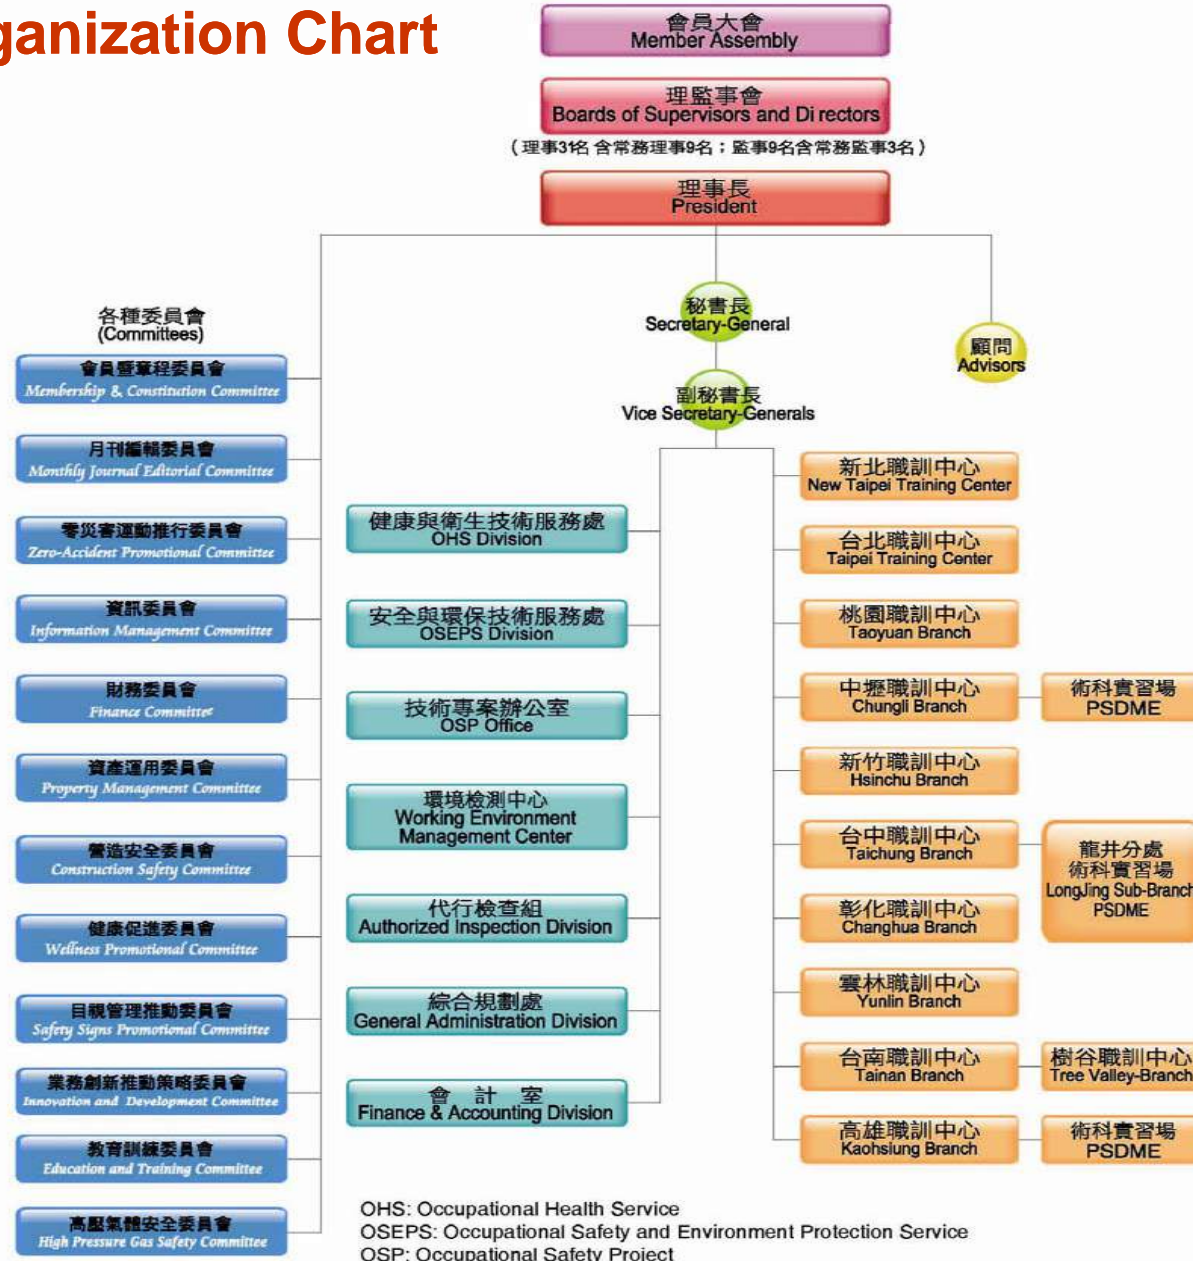 ganization Chart
會員大會
Member Assembly
理監事會
Boards of Supervisors and Directors
(理事31名 含常務理事9名；監事9名含常務監事3名)
理事長
President
秘書長
Secretary-General
顧問
Advisors
副秘書長
Vice Secretary-Generals
各種委員會
(Committees)
會員暨章程委員會
Membership & Constitution Committee
月刊編輯委員會
Monthly Journal Editorial Committee
零災害運動推行委員會
Zero-Accident Promotional Committee
資訊委員會
Information Management Committee
財務委員會
Finance Committee
資產運用委員會
Property Management Committee
營造安全委員會
Construction Safety Committee
健康促進委員會
Wellness Promotional Committee
目視管理推動委員會
Safety Signs Promotional Committee
業務創新推動策略委員會
Innovation and Development Committee
教育訓練委員會
Education and Training Committee
高壓氣體安全委員會
High Pressure Gas Safety Committee
健康與衛生技術服務處
OHS Division
安全與環保技術服務處
OSEPS Division
技術專案辦公室
OSP Office
環境檢測中心
Working Environment
Management Center
代行檢查組
Authorized Inspection Division
綜合規劃處
General Administration Division
會 計 室
Finance & Accounting Division
新北職訓中心
New Taipei Training Center
台北職訓中心
Taipei Training Center
桃園職訓中心
Taoyuan Branch
中壢職訓中心
Chungli Branch
術科實習場
PSDME
新竹職訓中心
Hsinchu Branch
台中職訓中心
Taichung Branch
龍井分處
術科實習場
LongJing Sub-Branch
PSDME
彰化職訓中心
Changhua Branch
雲林職訓中心
Yunlin Branch
台南職訓中心
Tainan Branch
樹谷職訓中心
Tree Valley-Branch
高雄職訓中心
Kaohsiung Branch
術科實習場
PSDME
OHS: Occupational Health Service
OSEPS: Occupational Safety and Environment Protection Service
OSP: Occupational Safety Project